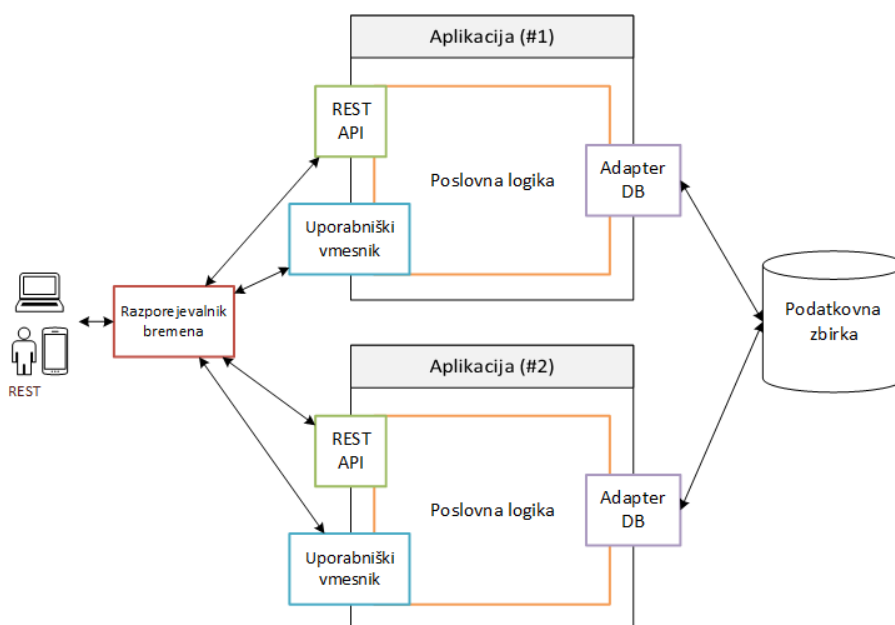 Aplikacija (#1)
REST
API
Poslovna logika
Adapter
DB
Uporabniški
vmesnik
Razporejevalnik
bremena
REST
Podatkovna
zbirka
Aplikacija (#2)
REST
API
Poslovna logika
Adapter
DB
Uporabniški
vmesnik